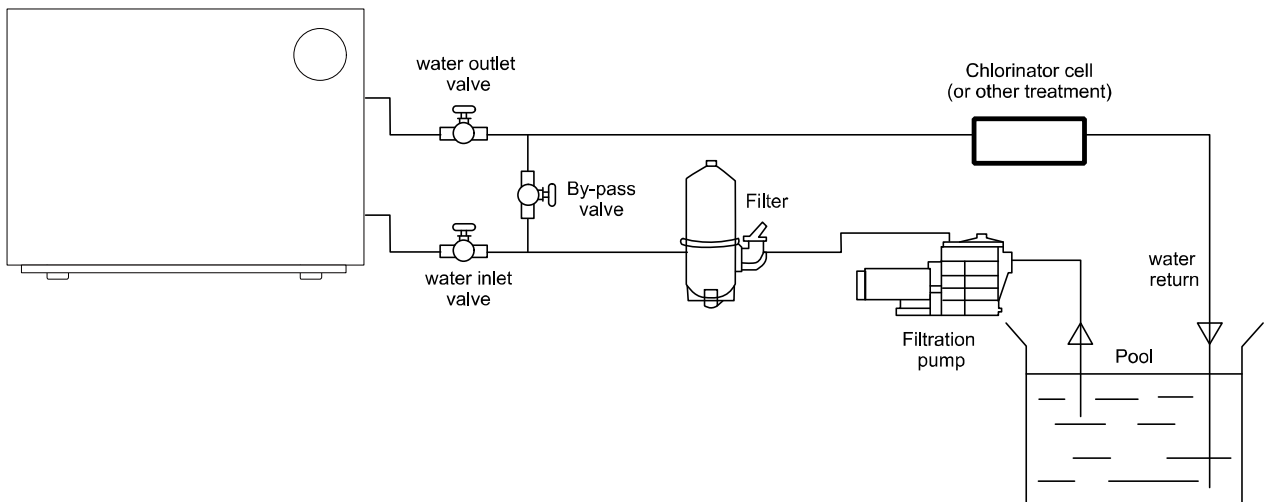 water outlet
valve
Chlorinator cell
(or other treatment)
By-pass
valve
Filter
water inlet
valve
water
return
Filtration
pump
Pool